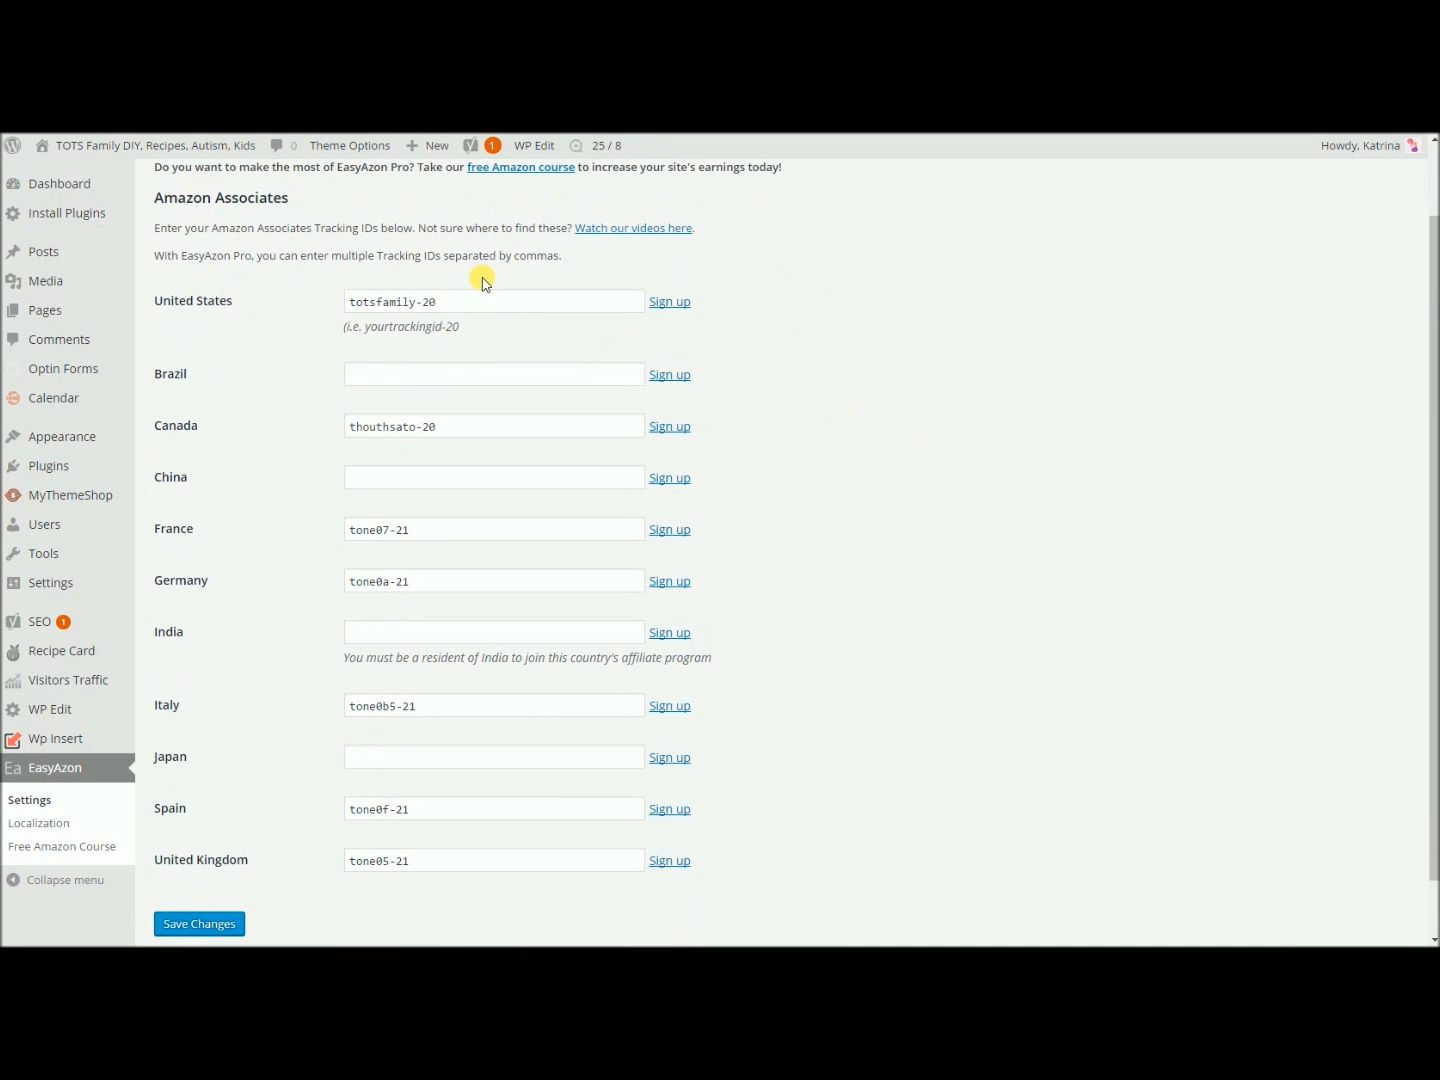 TOTS Family DIY, Recipes, Autism, Kids 0 Theme Options New 1 WP Edit 25 / 8 Howdy, Katrina
Dashboard
Install Plugins
Posts
Media
Pages
Comments
Optin Forms
Calendar
Appearance
Plugins
MyThemeShop
Users
Tools
Settings
SEO 1
Recipe Card
Visitors Traffic
WP Edit
Wp Insert
Ea EasyAzon
Settings
Localization
Free Amazon Course
Collapse menu
Do you want to make the most of EasyAzon Pro? Take our free Amazon course to increase your site's earnings today!
Amazon Associates
Enter your Amazon Associates Tracking IDs below. Not sure where to find these? Watch our videos here.
With EasyAzon Pro, you can enter multiple Tracking IDs separated by commas.
United States totsfamily-20 Sign up
(i.e. yourtrackingid-20
Brazil Sign up
Canada thouthsato-20 Sign up
China Sign up
France tone07-21 Sign up
Germany tone0a-21 Sign up
India Sign up
You must be a resident of India to join this country's affiliate program
Italy tone0b5-21 Sign up
Japan Sign up
Spain tone0f-21 Sign up
United Kingdom tone05-21 Sign up
Save Changes